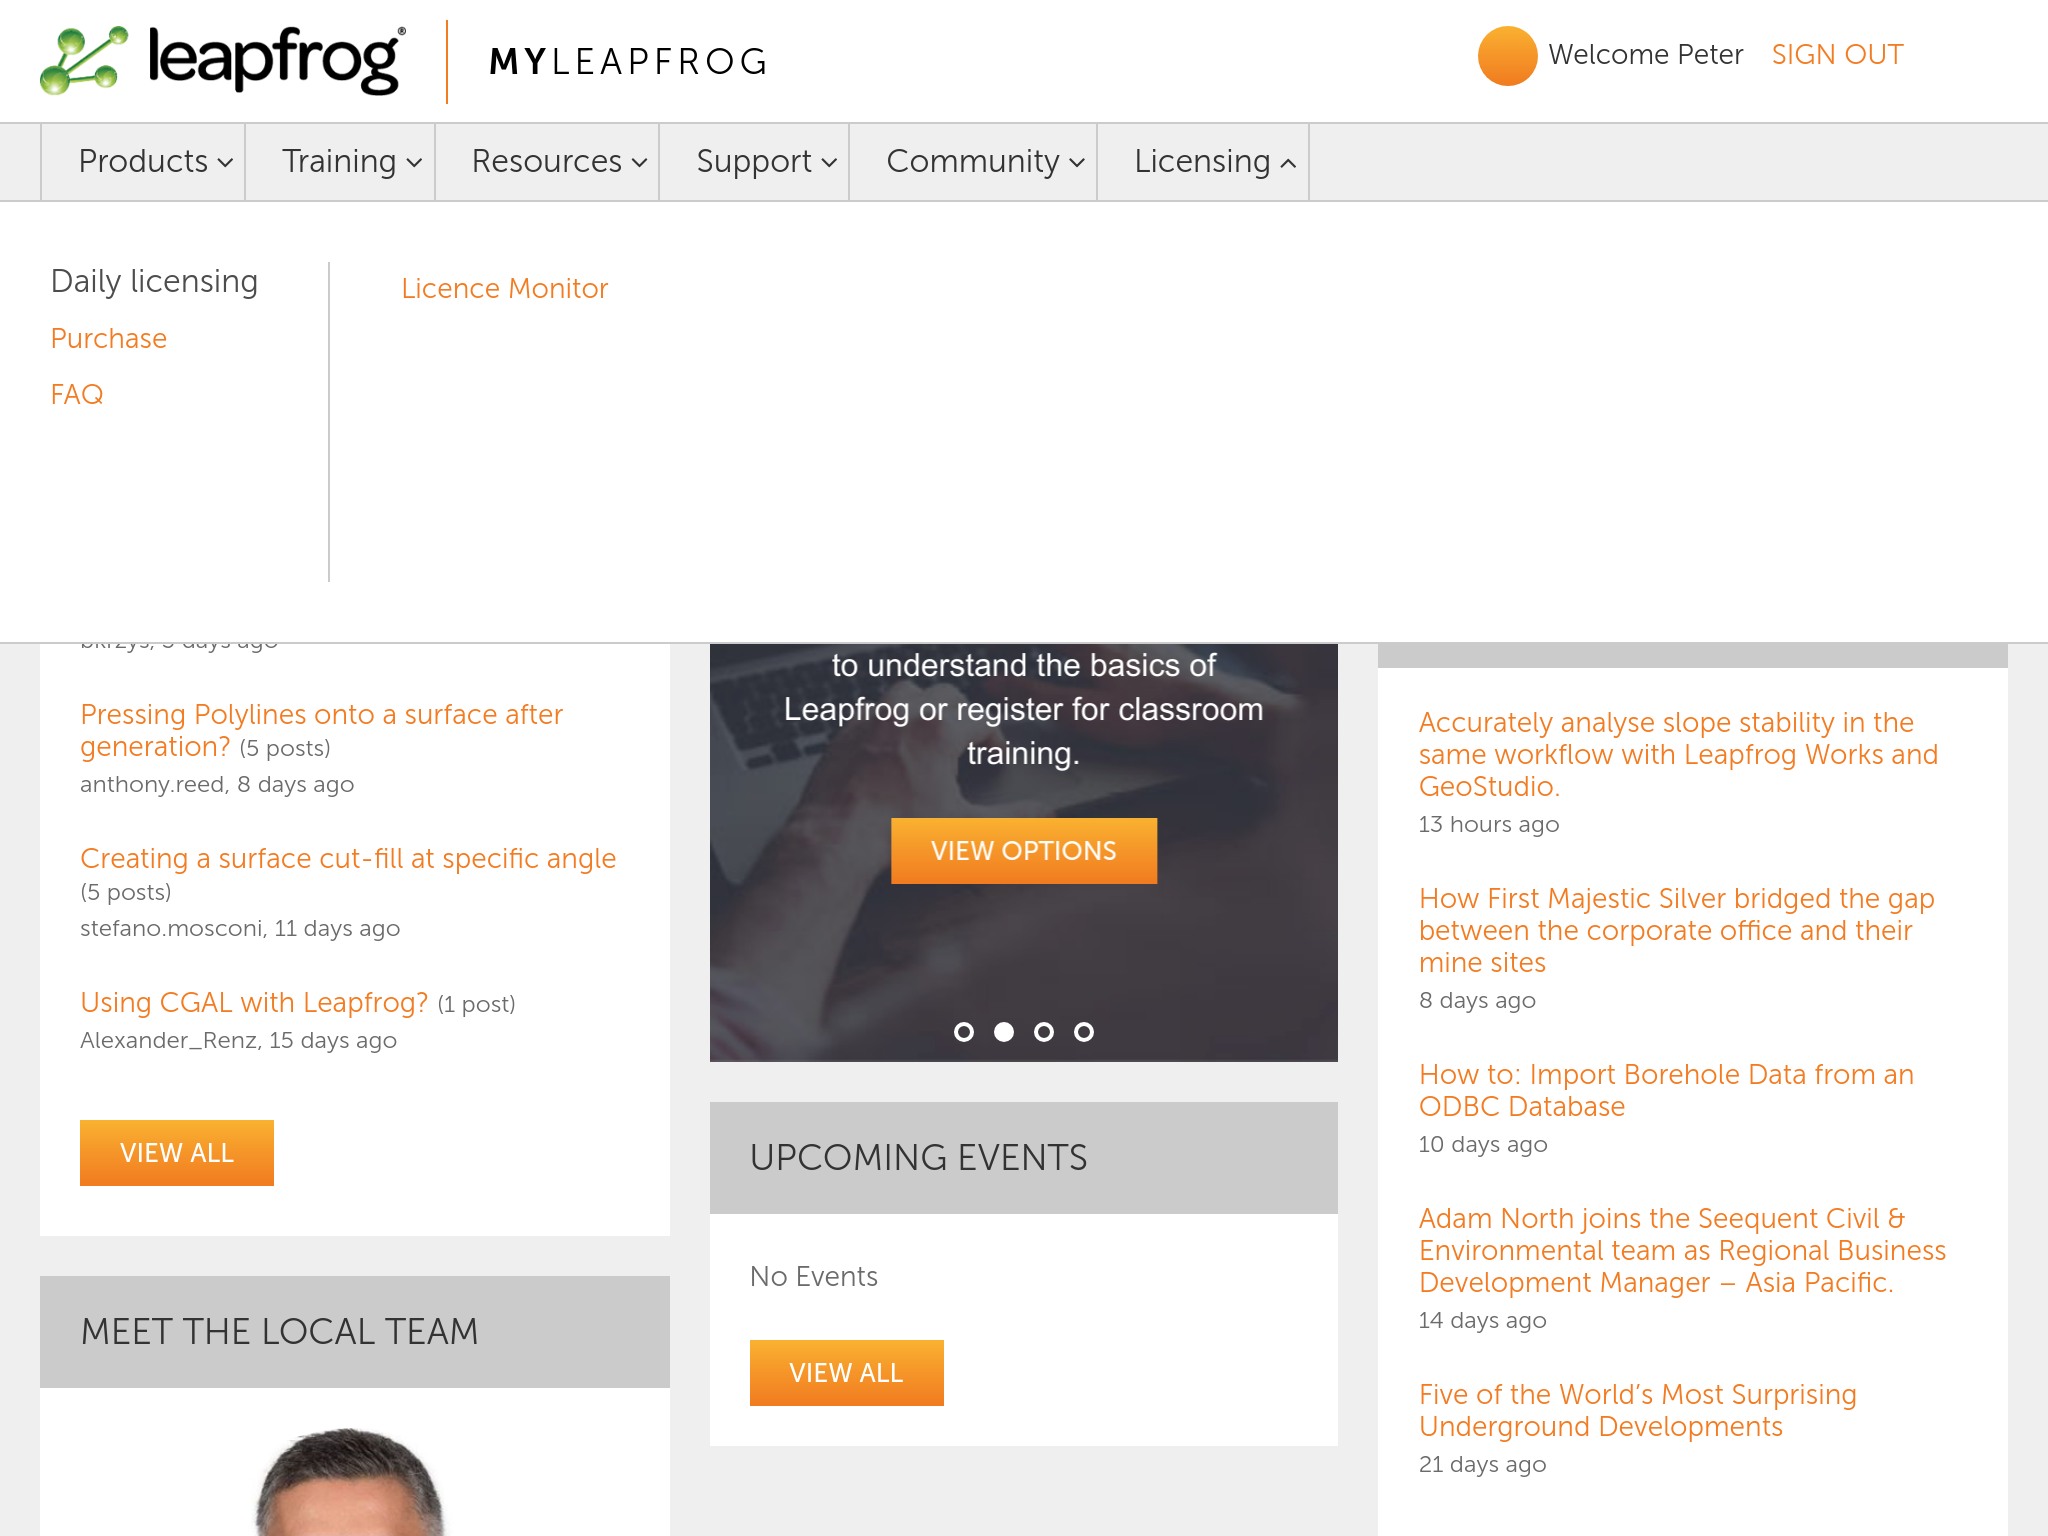 leapfrog®
MYLEAPFROG
Welcome Peter SIGN OUT
Products Training Resources Support Community Licensing
Daily licensing
Purchase
FAQ
Licence Monitor
Pressing Polylines onto a surface after
generation? (5 posts)
anthony.reed, 8 days ago
Creating a surface cut-fill at specific angle
(5 posts)
stefano.mosconi, 11 days ago
Using CGAL with Leapfrog? (1 post)
Alexander_Renz, 15 days ago
VIEW ALL
MEET THE LOCAL TEAM
to understand the basics of
Leapfrog or register for classroom
training.
VIEW OPTIONS
UPCOMING EVENTS
No Events
VIEW ALL
Accurately analyse slope stability in the
same workflow with Leapfrog Works and
GeoStudio.
13 hours ago
How First Majestic Silver bridged the gap
between the corporate office and their
mine sites
8 days ago
How to: Import Borehole Data from an
ODBC Database
10 days ago
Adam North joins the Seequent Civil &
Environmental team as Regional Business
Development Manager – Asia Pacific.
14 days ago
Five of the World's Most Surprising
Underground Developments
21 days ago